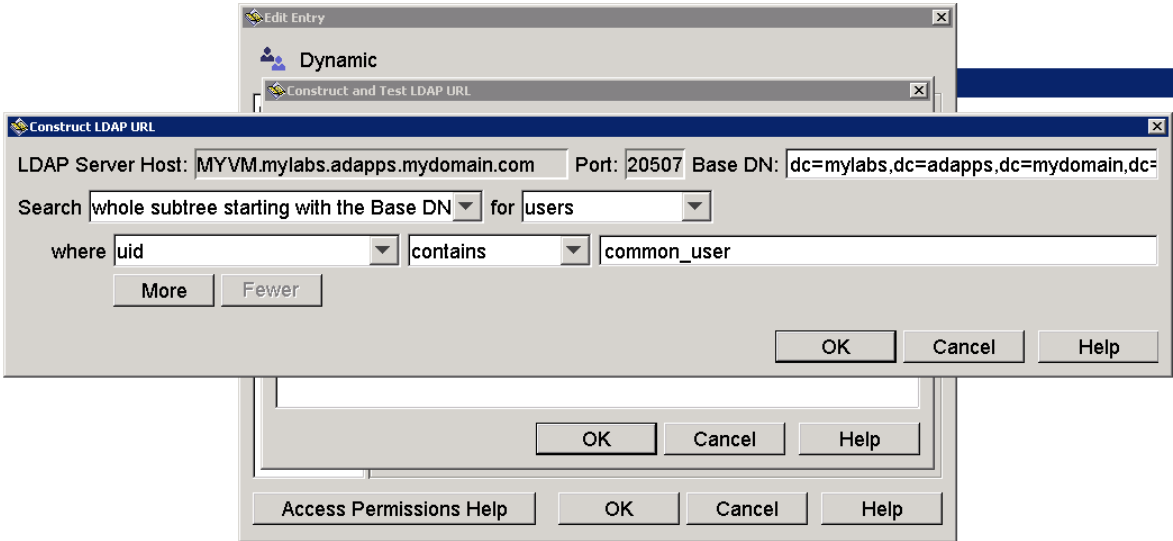 Edit Entry
Dynamic
Construct and Test LDAP URL
Construct LDAP URL
LDAP Server Host: MYVM.mylabs.adapps.mydomain.com Port: 20507 Base DN: dc=mylabs,dc=adapps,dc=mydomain,dc=
Search whole subtree starting with the Base DN for users
where uid contains common_user
More Fewer
OK Cancel Help
OK Cancel Help
Access Permissions Help OK Cancel Help